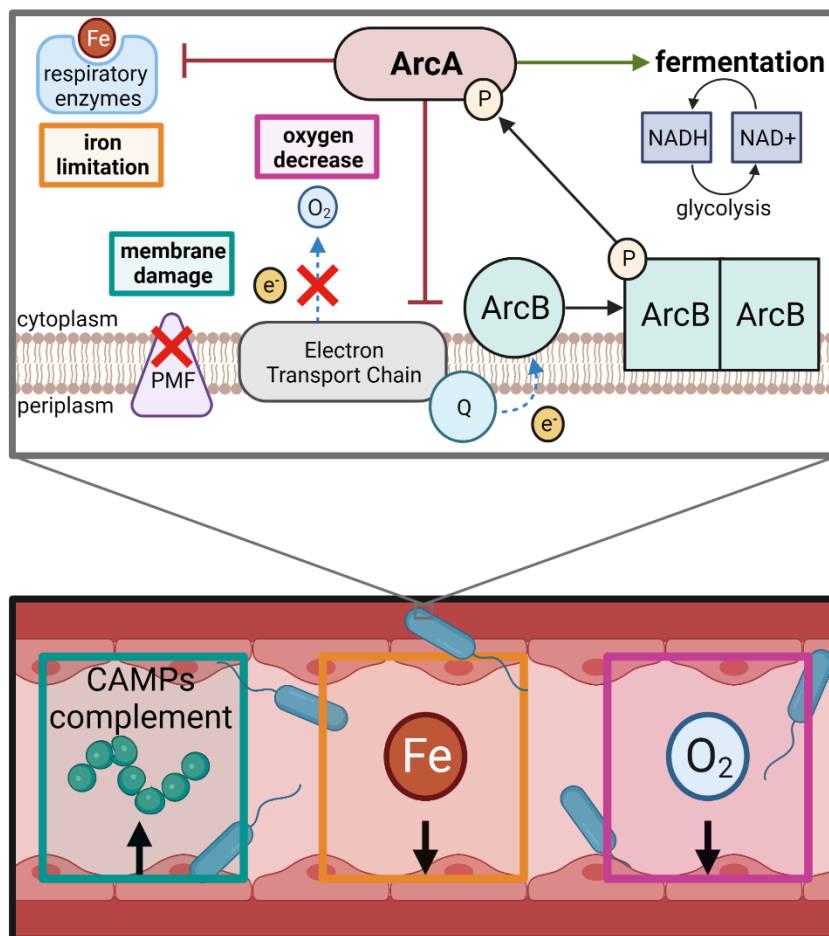 Fe
respiratory
enzymes
ArcA
P
fermentation
iron
limitation
oxygen
decrease
NADH
NAD+
glycolysis
O₂
membrane
damage
e⁻
P
ArcB
ArcB
ArcB
cytoplasm
Electron
Transport Chain
PMF
periplasm
Q
e⁻
CAMPs
complement
Fe
O₂